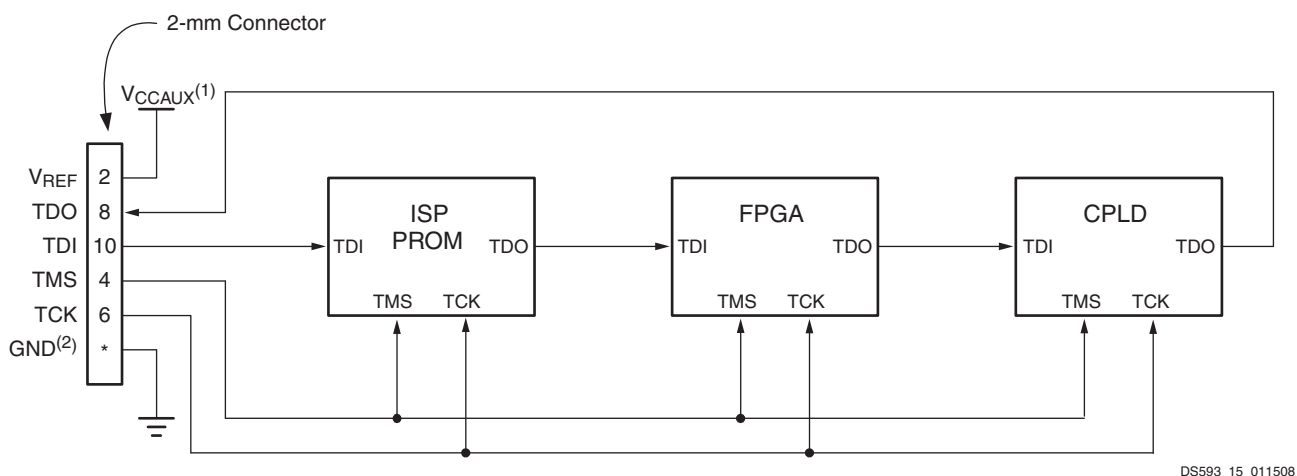 2-mm Connector
VCCAUX(1)
VREF 2
TDO 8
TDI 10
TMS 4
TCK 6
GND(2) *
ISP
PROM
TDI
TDO
TMS TCK
FPGA
TDI
TDO
TMS TCK
CPLD
TDI
TDO
TMS TCK
DS593_15_011508